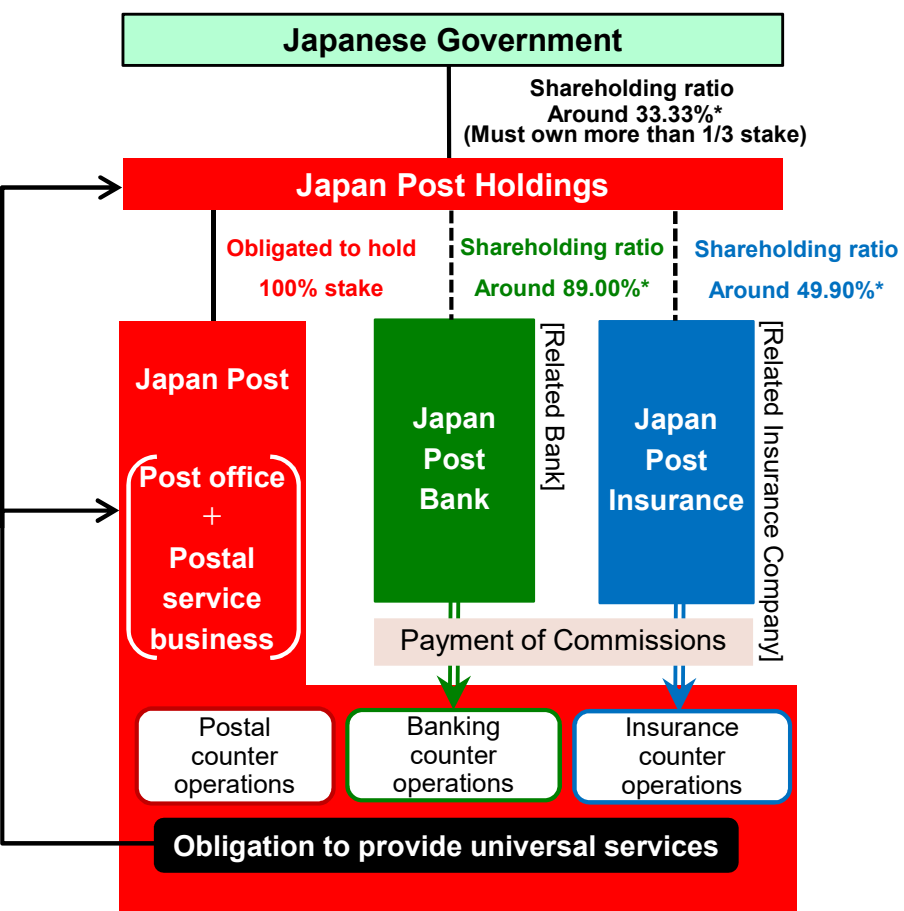 Japanese Government
Shareholding ratio
Around 33.33%*
(Must own more than 1/3 stake)
Japan Post Holdings
Obligated to hold
100% stake
Shareholding ratio
Around 89.00%*
Shareholding ratio
Around 49.90%*
Japan Post
Post office
+
Postal
service
business
Japan
Post
Bank
[Related Bank]
Japan
Post
Insurance
[Related Insurance Company]
Payment of Commissions
Postal
counter
operations
Banking
counter
operations
Insurance
counter
operations
Obligation to provide universal services